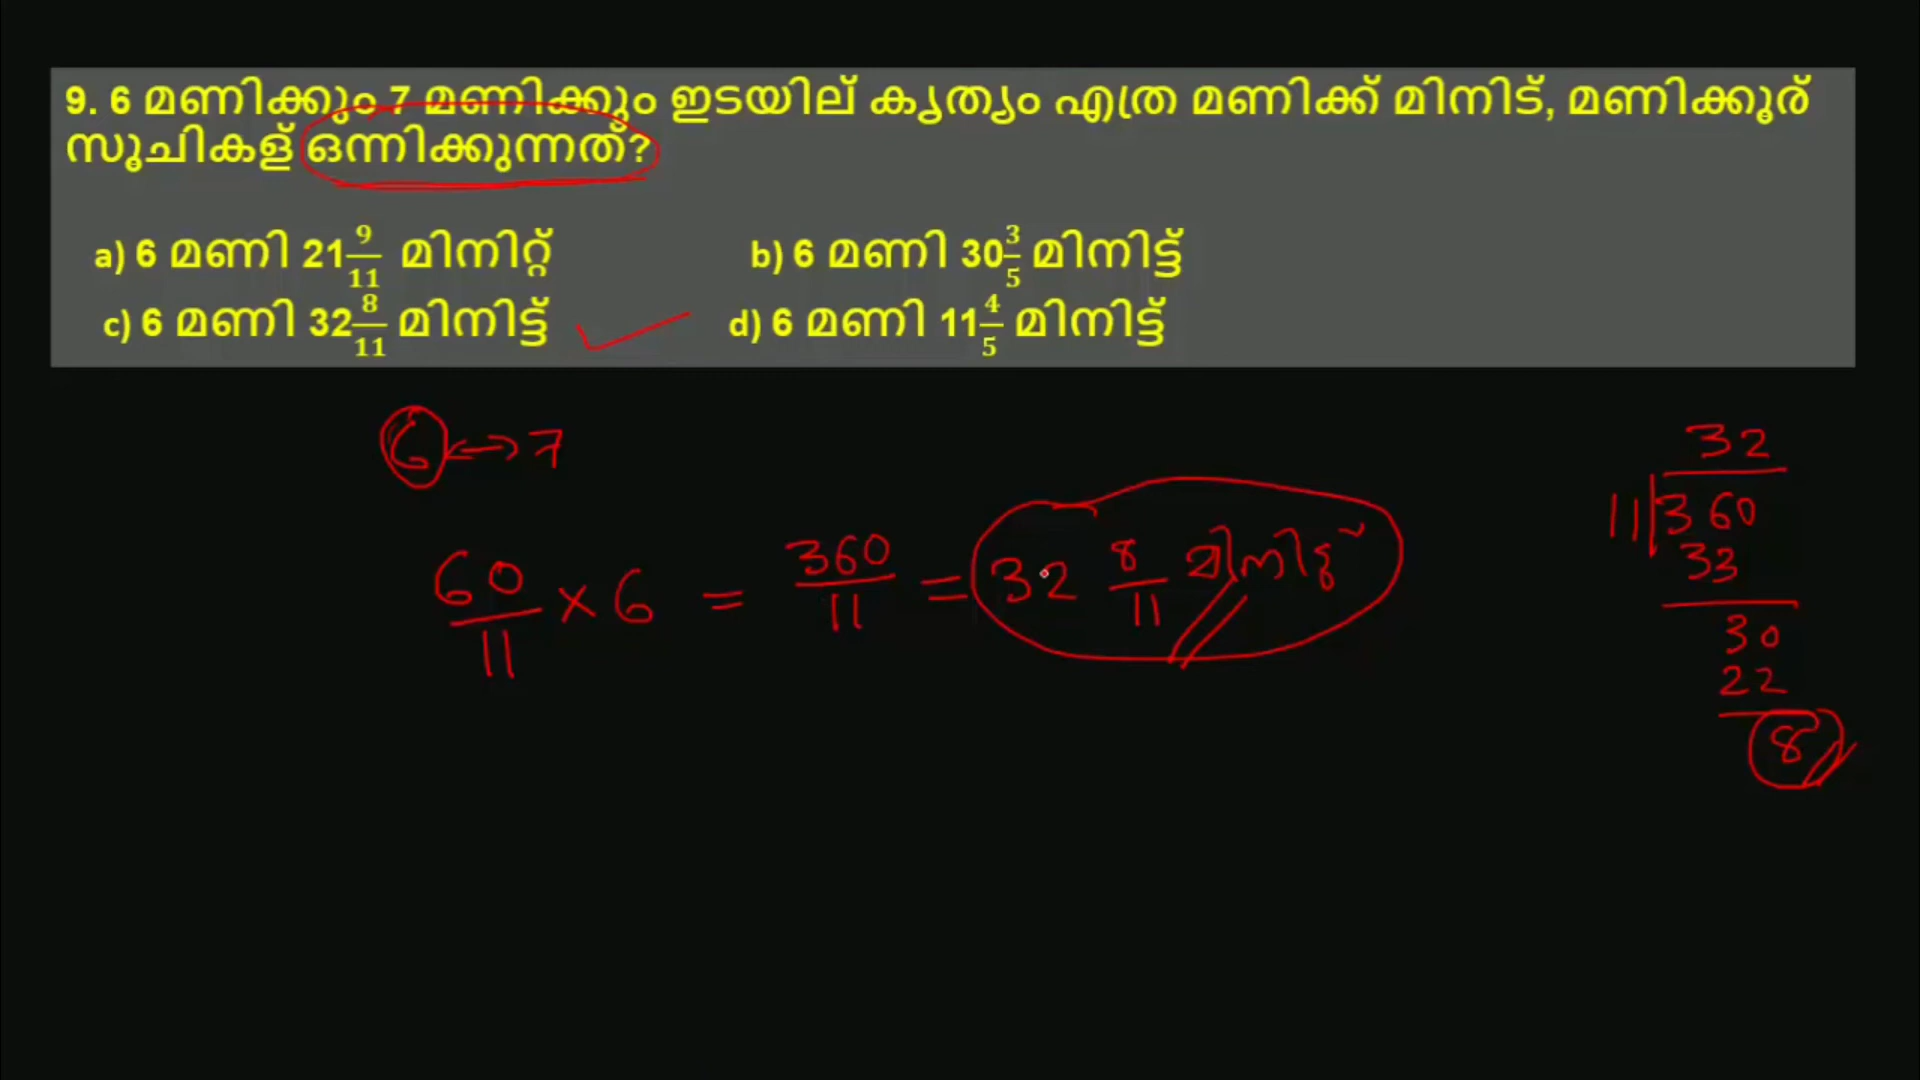 9. 6 മണിക്കും 7 മണിക്കും ഇടയില് കൃത്യം എത്ര മണിക്ക് മിനിട്, മണിക്കൂര്
സൂചികള് ഒന്നിക്കുന്നത്?
a) 6 മണി 21 9/11 മിനിറ്റ് b) 6 മണി 30 3/5 മിനിട്ട്
c) 6 മണി 32 8/11 മിനിട്ട് d) 6 മണി 11 4/5 മിനിട്ട്
6 ↔ 7
60/11 × 6 = 360/11 = 32 8/11 മിനിട്ട്
32
11 360
33
30
22
8